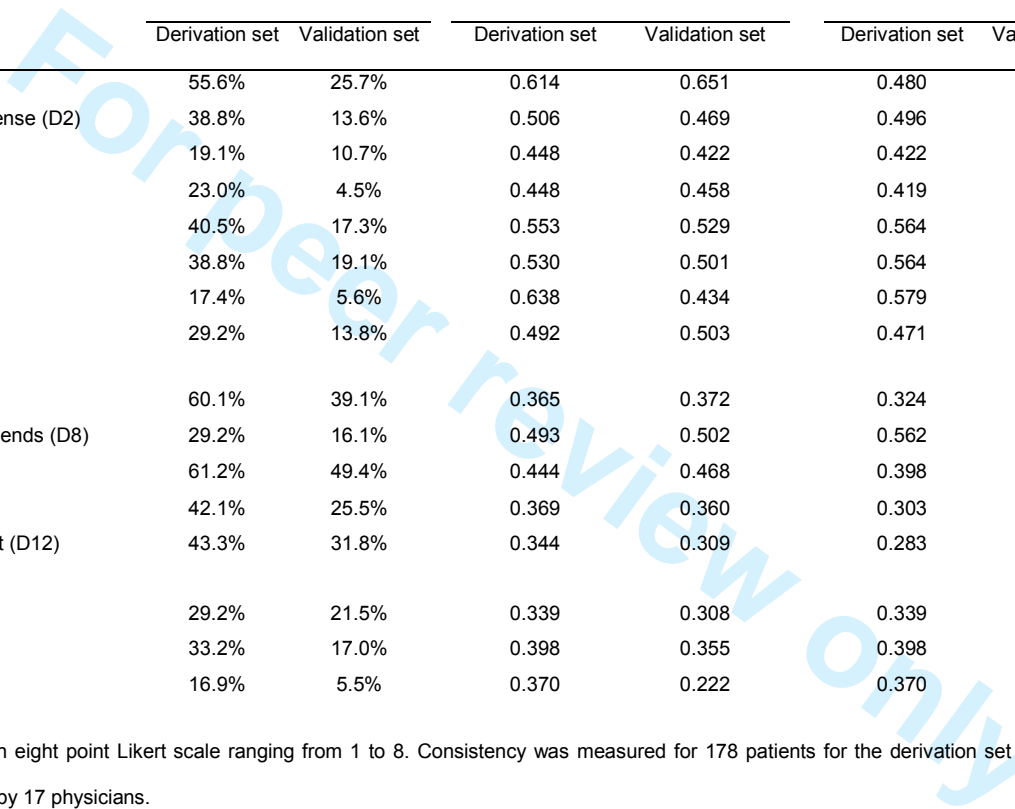 Derivation set Validation set Derivation set Validation set Derivation set Va
55.6% 25.7% 0.614 0.651 0.480
ense (D2) 38.8% 13.6% 0.506 0.469 0.496
19.1% 10.7% 0.448 0.422 0.422
23.0% 4.5% 0.448 0.458 0.419
40.5% 17.3% 0.553 0.529 0.564
38.8% 19.1% 0.530 0.501 0.564
17.4% 5.6% 0.638 0.434 0.579
29.2% 13.8% 0.492 0.503 0.471
60.1% 39.1% 0.365 0.372 0.324
ends (D8) 29.2% 16.1% 0.493 0.502 0.562
61.2% 49.4% 0.444 0.468 0.398
42.1% 25.5% 0.369 0.360 0.303
t (D12) 43.3% 31.8% 0.344 0.309 0.283
29.2% 21.5% 0.339 0.308 0.339
33.2% 17.0% 0.398 0.355 0.398
16.9% 5.5% 0.370 0.222 0.370
n eight point Likert scale ranging from 1 to 8. Consistency was measured for 178 patients for the derivation set
by 17 physicians.
For peer review only